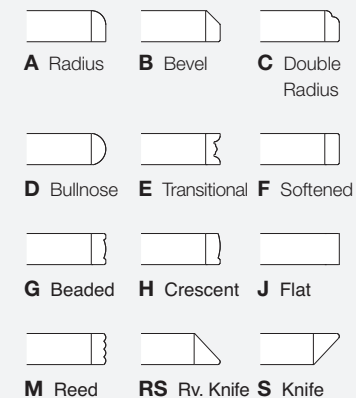 A Radius B Bevel C Double
Radius
D Bullnose E Transitional F Softened
G Beaded H Crescent J Flat
M Reed RS Rv. Knife S Knife